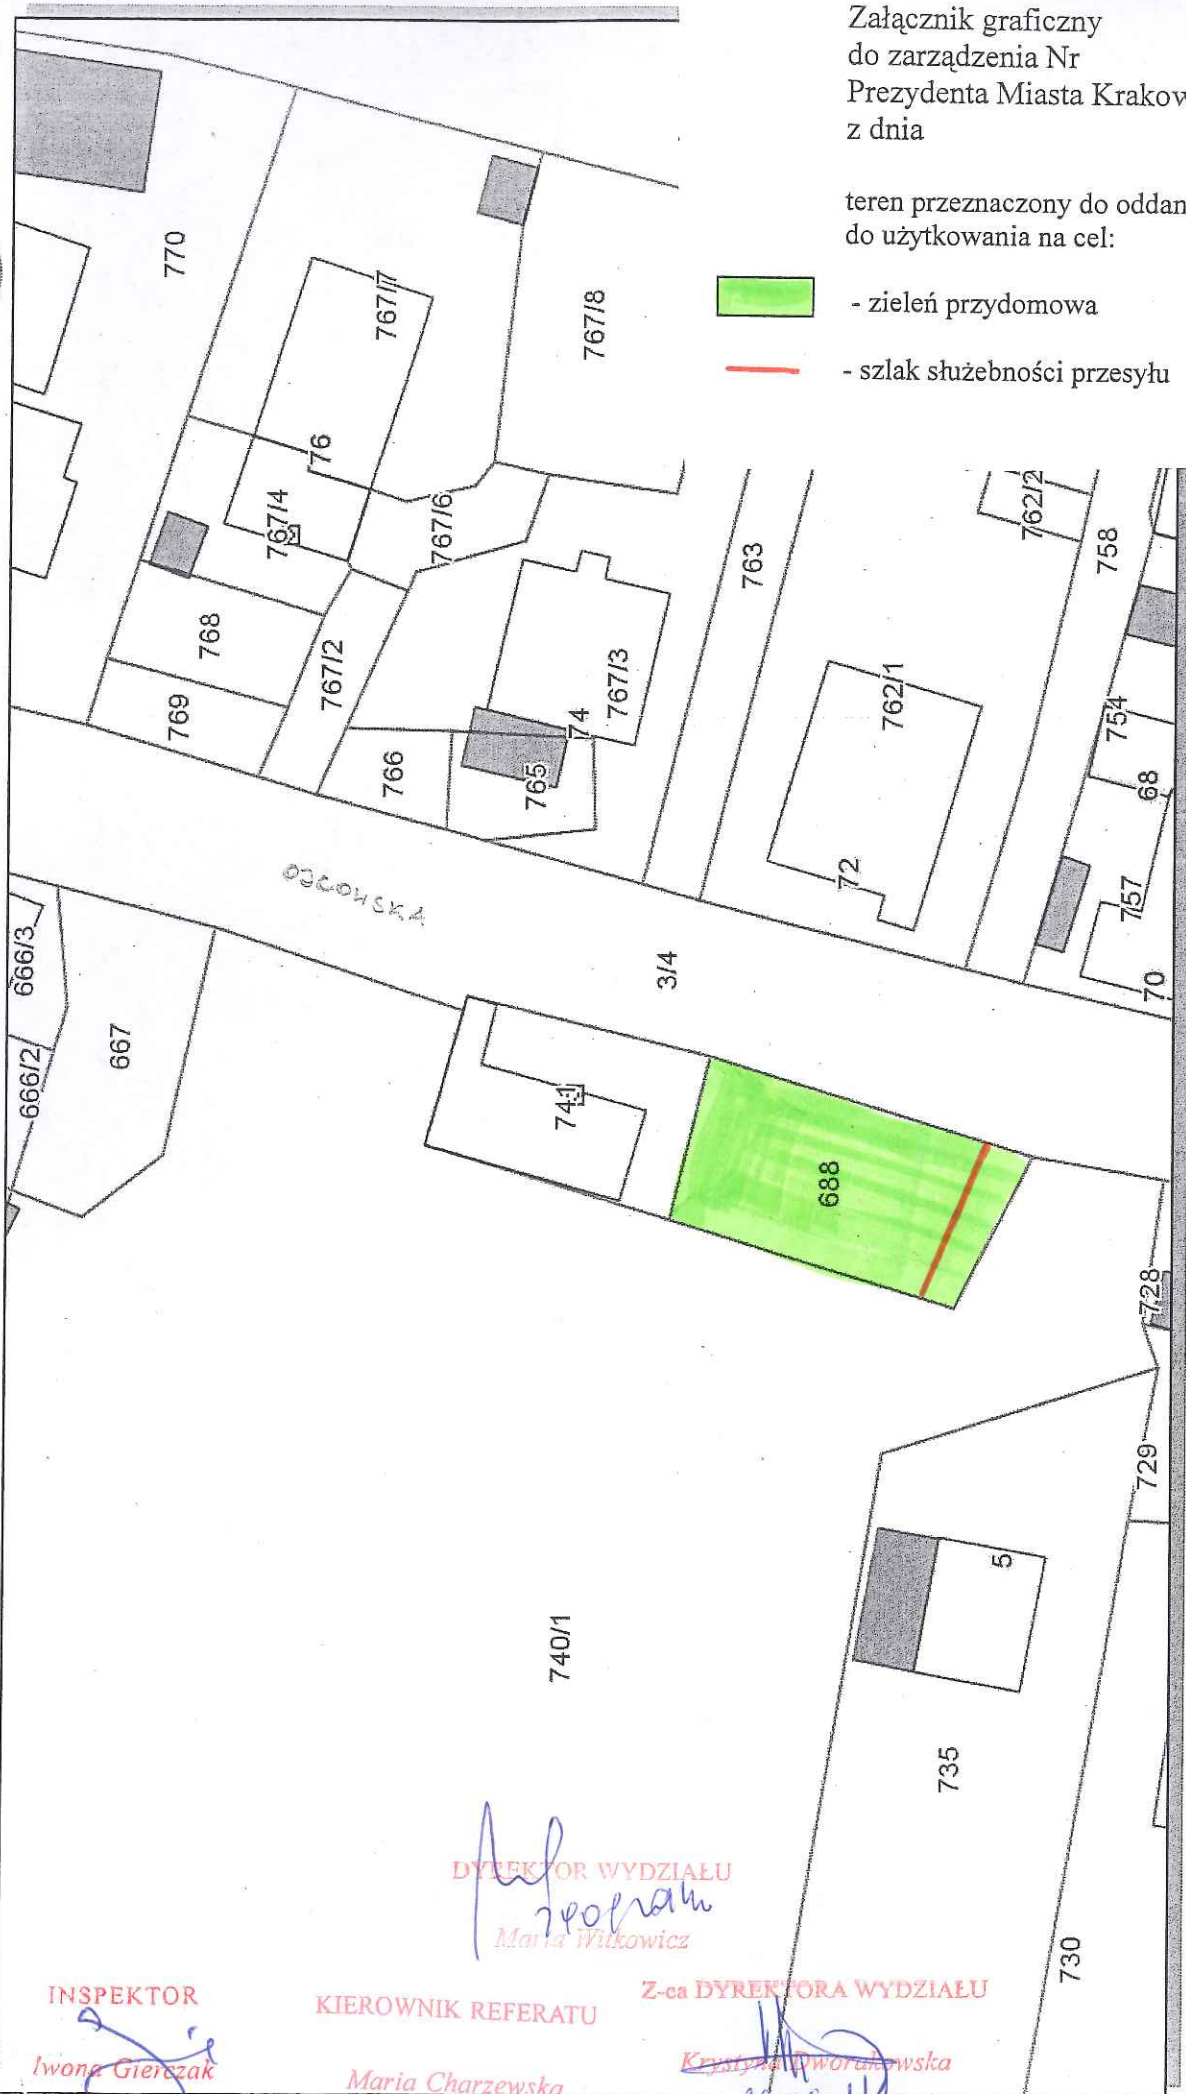 Załącznik graficzny
do zarządzenia Nr
Prezydenta Miasta Krakow
z dnia
teren przeznaczony do oddan
do użytkowania na cel:
- zieleń przydomowa
- szlak służebności przesyłu
770
767/7
767/8
76
767/4
767/6
768
767/2
769
766
765
74
767/3
763
762/2
758
762/1
72
754
68
757
70
3/4
666/3
666/2
667
741
688
728
729
5
740/1
735
730
DYREKTOR WYDZIAŁU
Maria Witkowicz
INSPEKTOR
Iwona Gierczak
KIEROWNIK REFERATU
Maria Charzewska
Z-ca DYREKTORA WYDZIAŁU
Krystyna Dworakowska